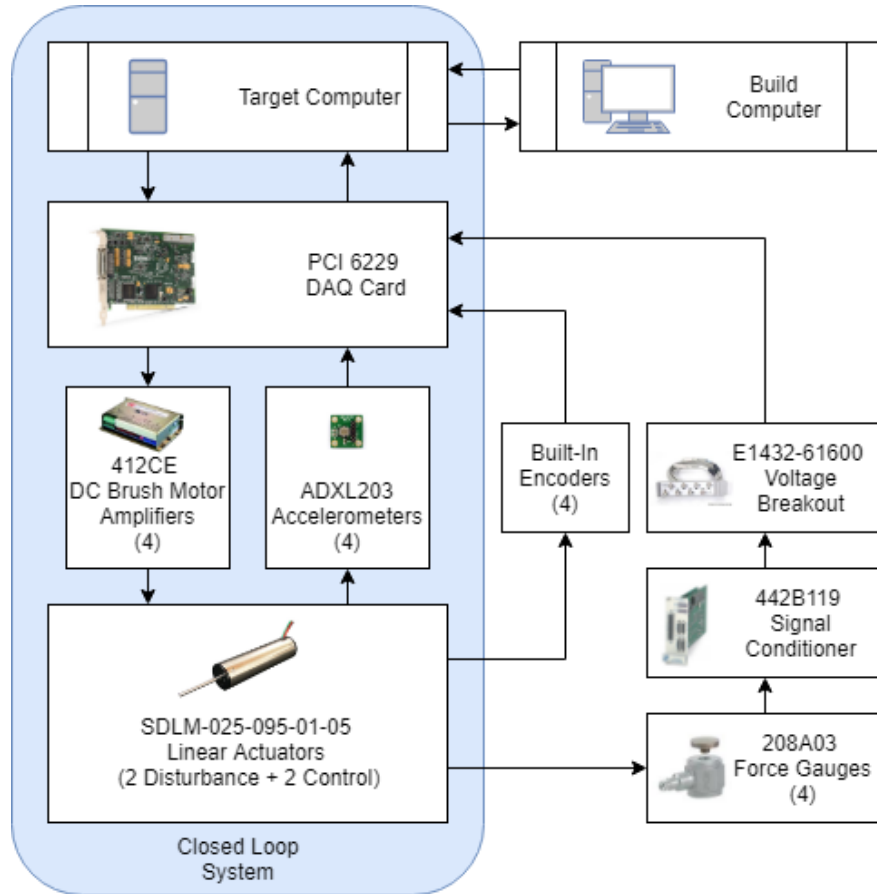 Target Computer
Build
Computer
PCI 6229
DAQ Card
412CE
DC Brush Motor
Amplifiers
(4)
ADXL203
Accelerometers
(4)
Built-In
Encoders
(4)
E1432-61600
Voltage
Breakout
442B119
Signal
Conditioner
SDLM-025-095-01-05
Linear Actuators
(2 Disturbance + 2 Control)
208A03
Force Gauges
(4)
Closed Loop
System